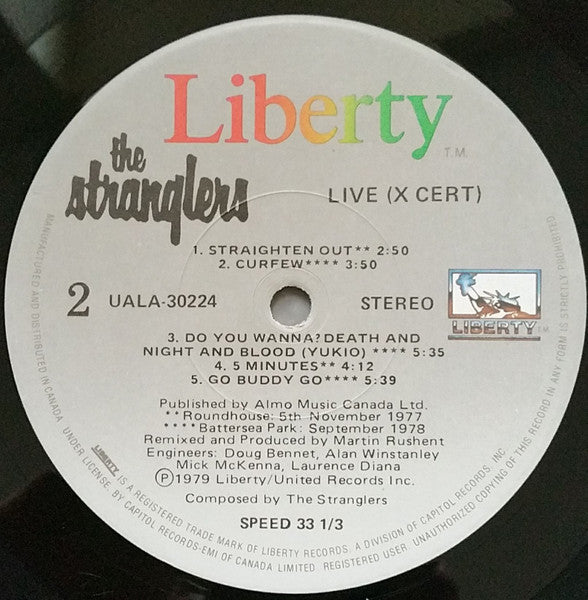 Liberty
T.M.
the
stranglers
LIVE (X CERT)
1. STRAIGHTEN OUT** 2:50
2. CURFEW**** 3:50
2 UALA-30224 STEREO
LIBERTY T.M.
3. DO YOU WANNA?DEATH AND
NIGHT AND BLOOD (YUKIO) **** 5:35
4. 5 MINUTES** 4:12
5. GO BUDDY GO**** 5:39
Published by Almo Music Canada Ltd.
**Roundhouse: 5th November 1977
****Battersea Park: September 1978
Remixed and Produced by Martin Rushent
Engineers: Doug Bennet, Alan Winstanley
Mick McKenna, Laurence Diana
Ⓟ1979 Liberty/United Records Inc.
Composed by The Stranglers
SPEED 33 1/3
MANUFACTURED AND DISTRIBUTED IN CANADA UNDER LICENSE. BY CAPITOL RECORDS-EMI OF CANADA LIMITED. REGISTERED USER. UNAUTHORIZED COPYING OF THIS RECORD IN ANY FORM IS STRICTLY PROHIBITED
LIBERTY IS A REGISTERED TRADE MARK OF LIBERTY RECORDS, A DIVISION OF CAPITOL RECORDS, INC.